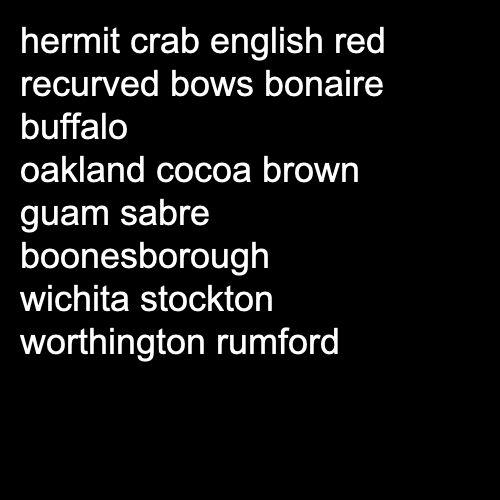 hermit crab english red
recurved bows bonaire
buffalo
oakland cocoa brown
guam sabre
boonesborough
wichita stockton
worthington rumford